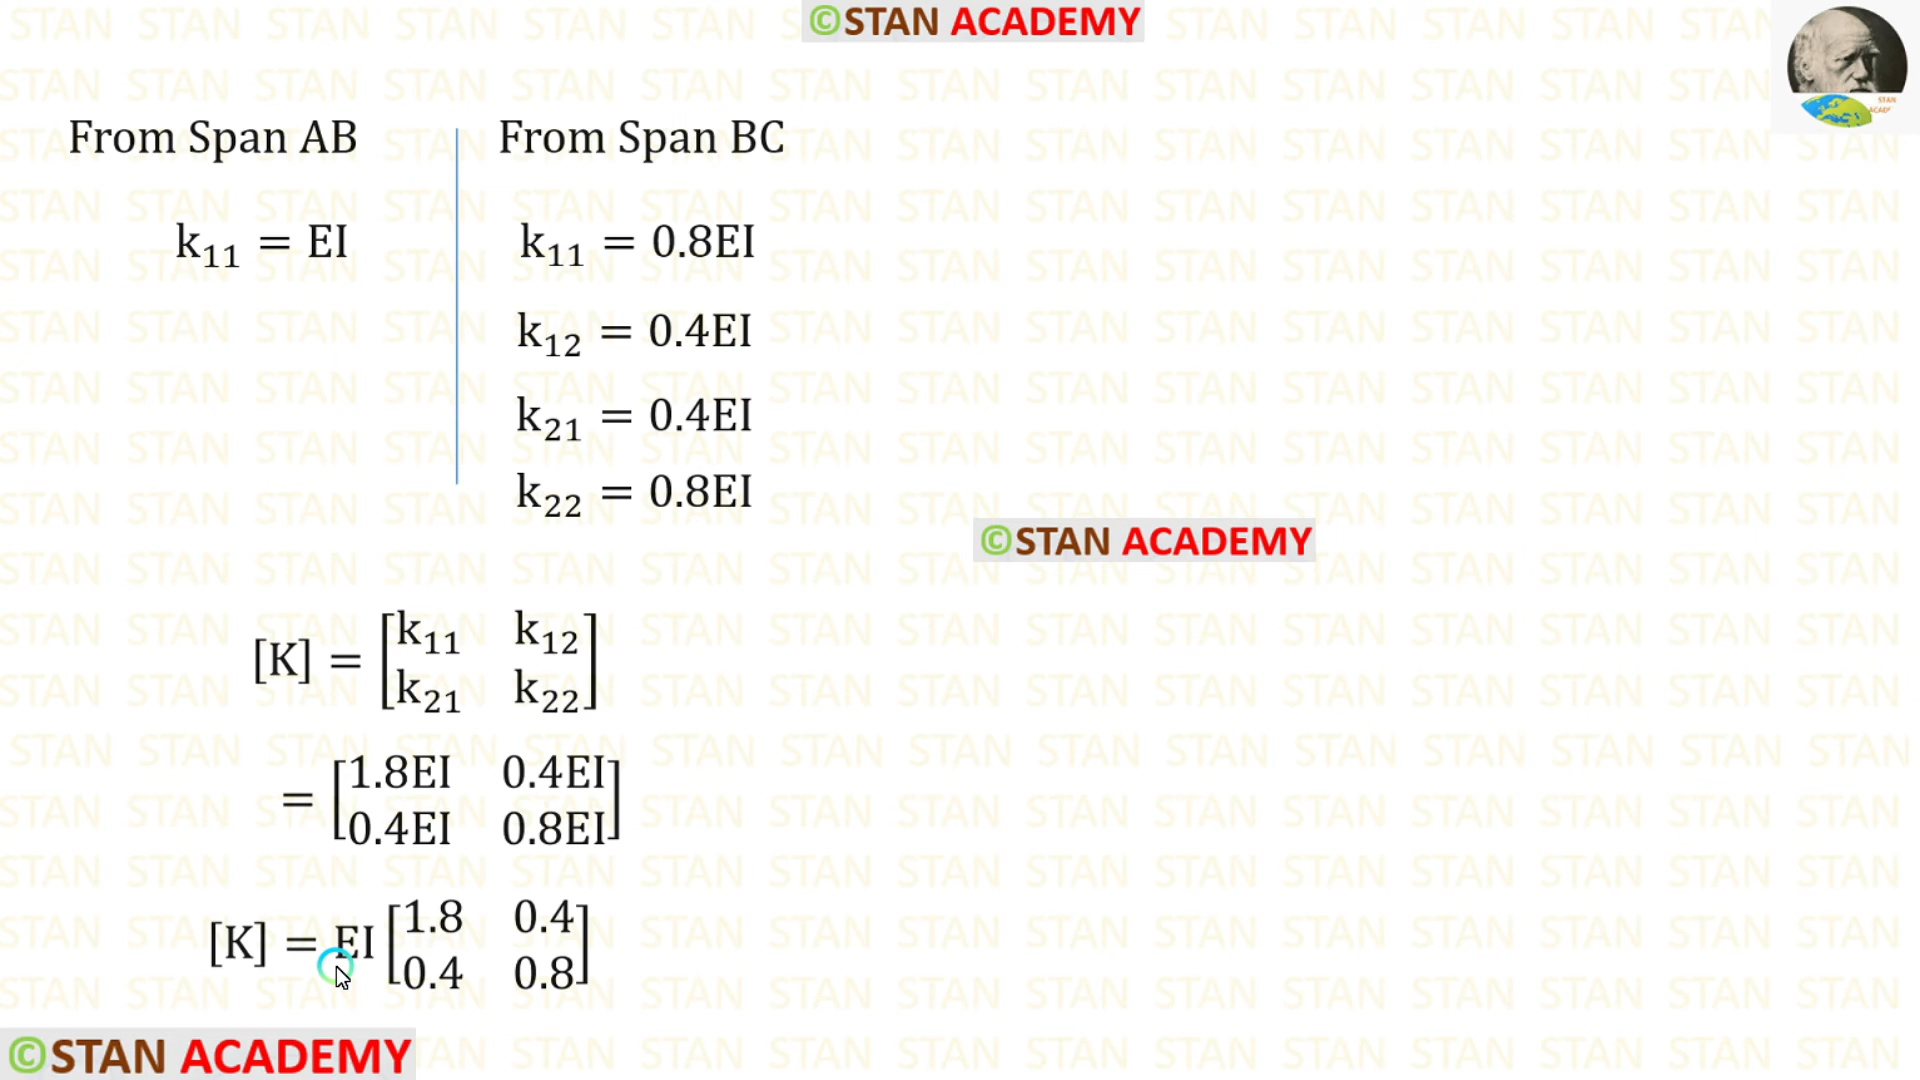 ©STAN ACADEMY
STAN ACADEMY
From Span AB
k₁₁ = EI
From Span BC
k₁₁ = 0.8EI
k₁₂ = 0.4EI
k₂₁ = 0.4EI
k₂₂ = 0.8EI
©STAN ACADEMY
[K] = [k₁₁ k₁₂
k₂₁ k₂₂]
= [1.8EI 0.4EI
0.4EI 0.8EI]
[K] = EI [1.8 0.4
0.4 0.8]
©STAN ACADEMY